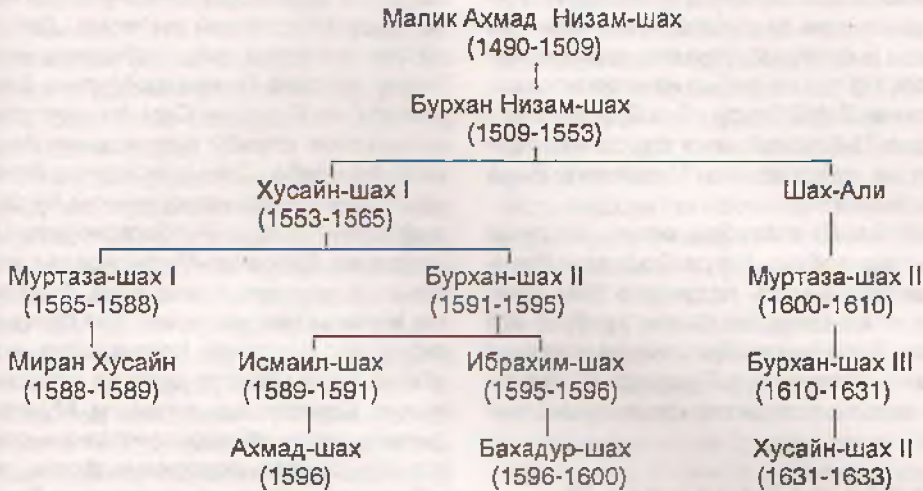 Малик Ахмад Низам-шах
(1490-1509)
Бурхан Низам-шах
(1509-1553)
Хусайн-шах I
(1553-1565)
Шах-Али
Муртаза-шах I
(1565-1588)
Бурхан-шах II
(1591-1595)
Муртаза-шах II
(1600-1610)
Миран Хусайн
(1588-1589)
Исмаил-шах
(1589-1591)
Ибрахим-шах
(1595-1596)
Бурхан-шах III
(1610-1631)
Ахмад-шах
(1596)
Бахадур-шах
(1596-1600)
Хусайн-шах II
(1631-1633)